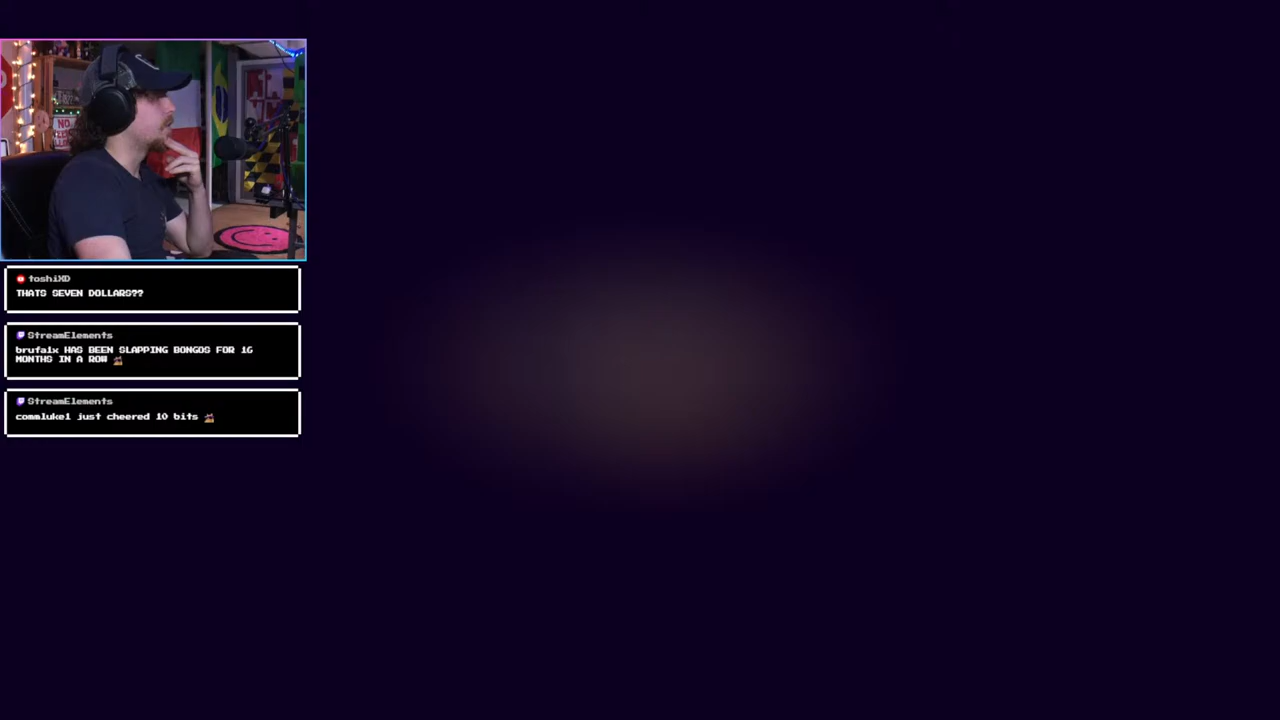 toshiXD
THATS SEVEN DOLLARS??
StreamElements
brufalx HAS BEEN SLAPPING BONGOS FOR 16
MONTHS IN A ROW
StreamElements
commluke1 just cheered 10 bits